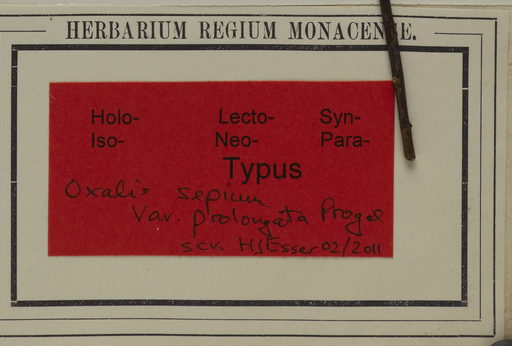 HERBARIUM REGIUM MONACENSE.
Holo- Lecto- Syn-
Iso- Neo- Para-
Typus
Oxalis sepium
Var. prolongata Progel
scr. HJEsser 02/2011